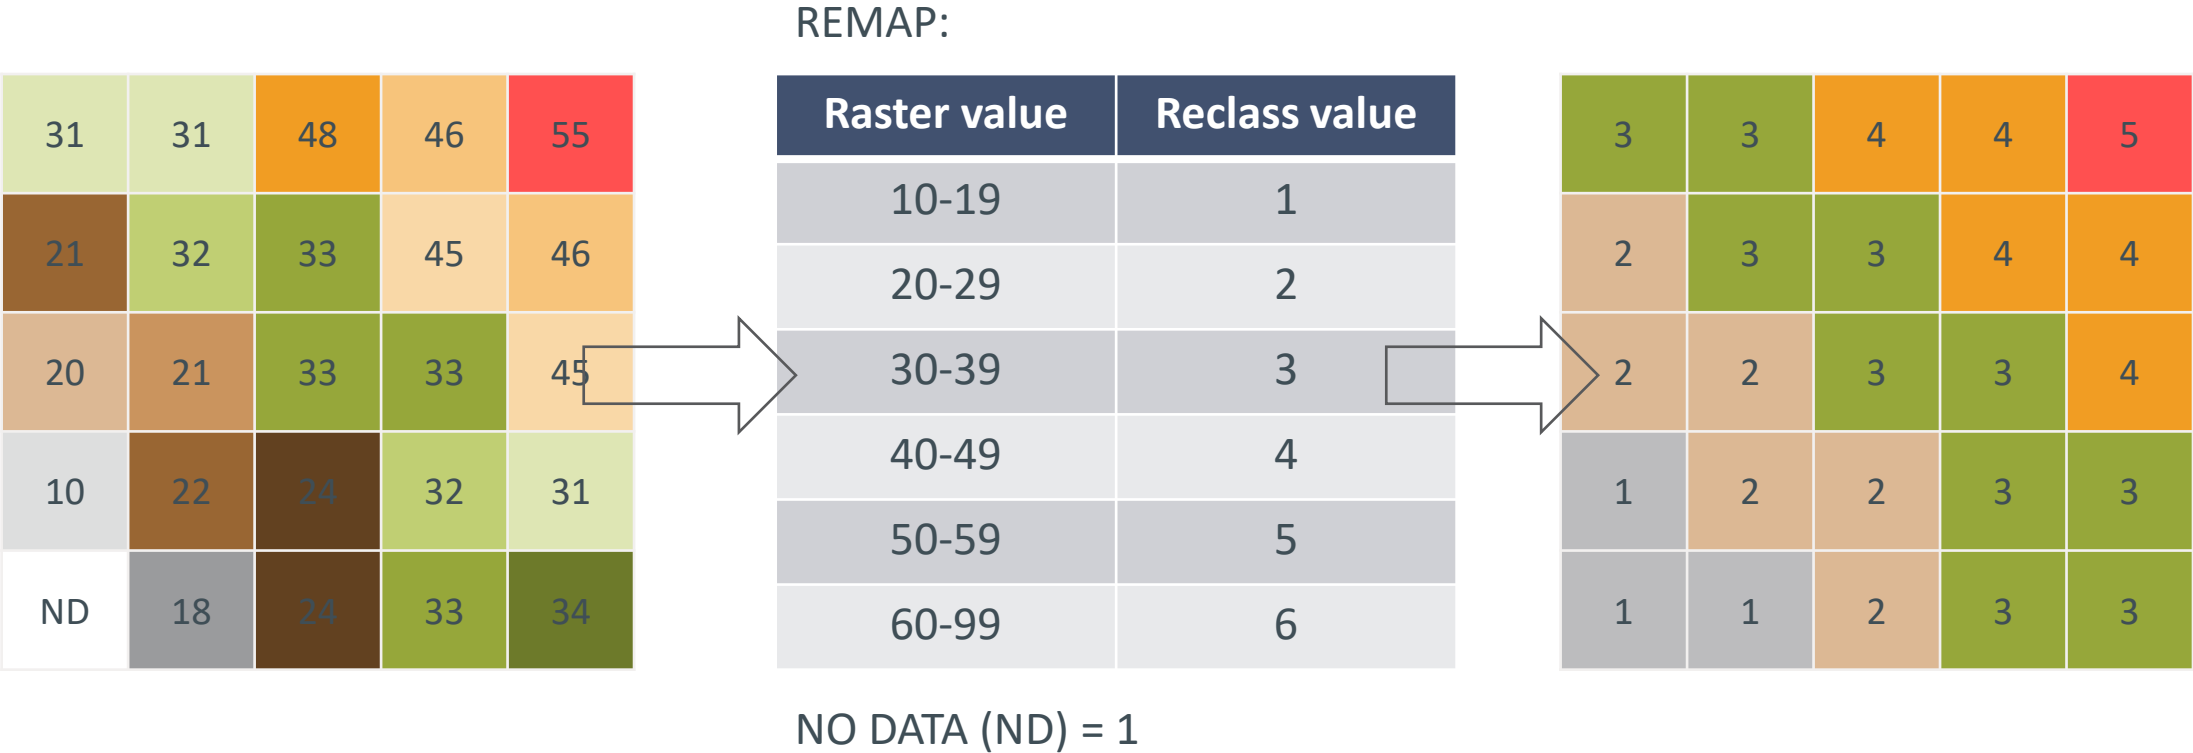 REMAP:
31 31 48 46 55
21 32 33 45 46
20 21 33 33 45
10 22 24 32 31
ND 18 24 33 34
Raster value Reclass value
10-19 1
20-29 2
30-39 3
40-49 4
50-59 5
60-99 6
3 3 4 4 5
2 3 3 4 4
2 2 3 3 4
1 2 2 3 3
1 1 2 3 3
NO DATA (ND) = 1